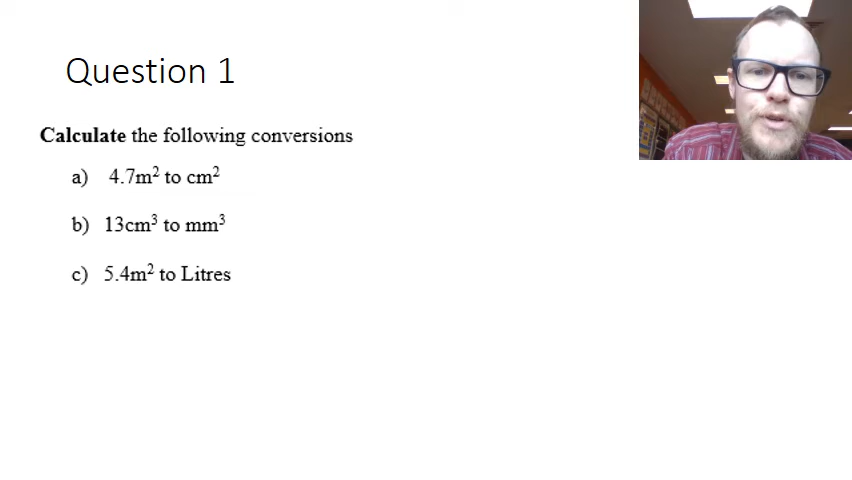 Question 1
Calculate the following conversions
a) 4.7m² to cm²
b) 13cm³ to mm³
c) 5.4m² to Litres